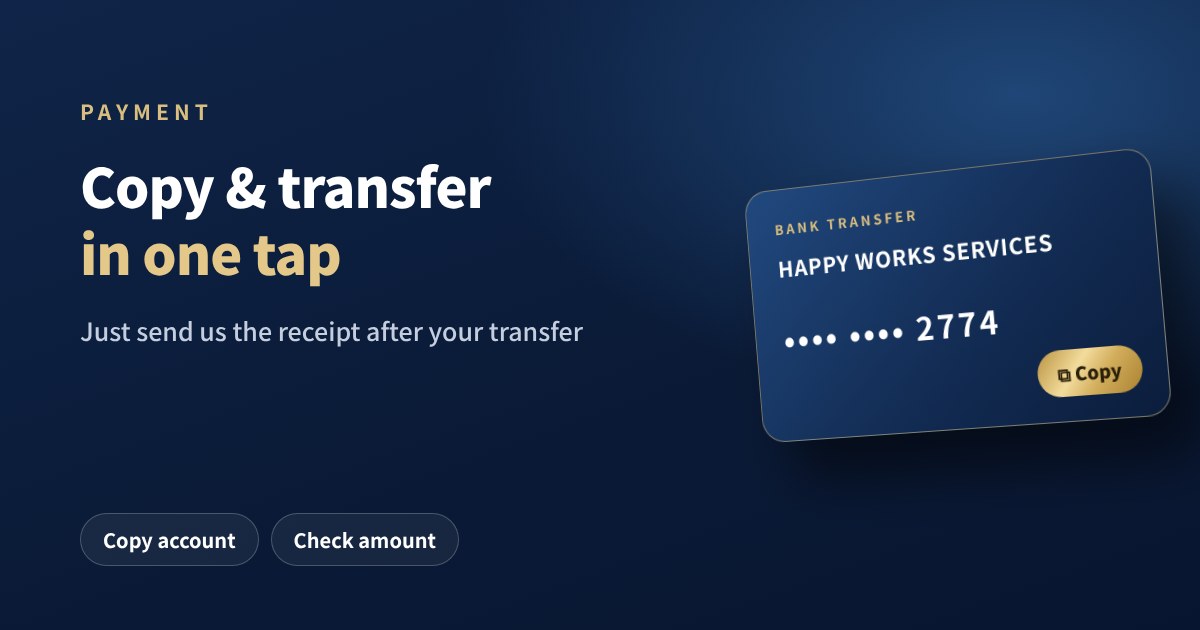 PAYMENT
Copy & transfer
in one tap
Just send us the receipt after your transfer
BANK TRANSFER
HAPPY WORKS SERVICES
•••• •••• 2774
⧉ Copy
Copy account
Check amount